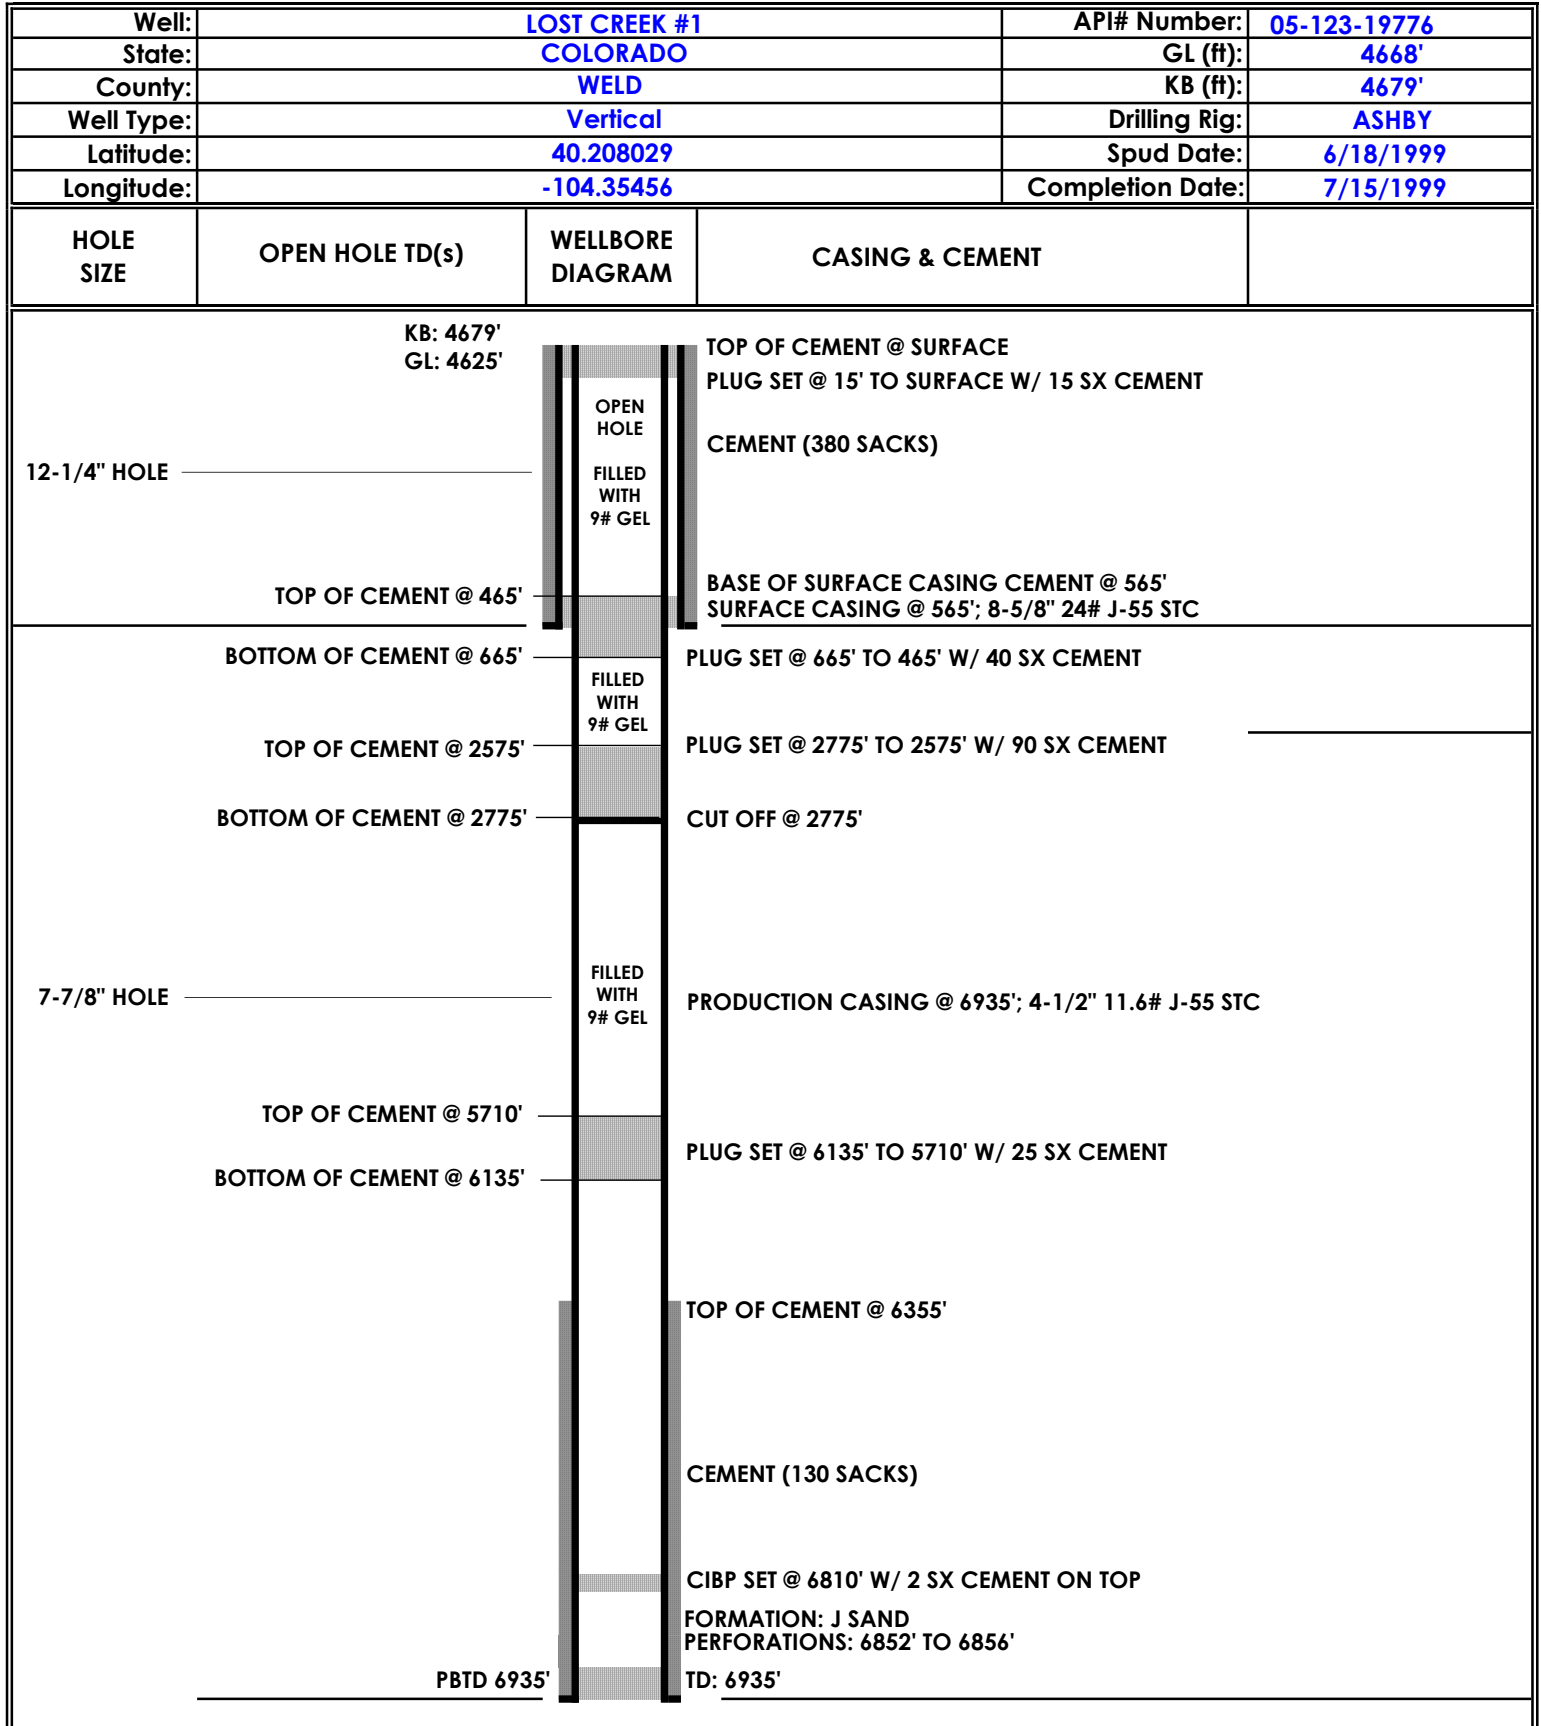 Well: LOST CREEK #1 API# Number: 05-123-19776
State: COLORADO GL (ft): 4668'
County: WELD KB (ft): 4679'
Well Type: Vertical Drilling Rig: ASHBY
Latitude: 40.208029 Spud Date: 6/18/1999
Longitude: -104.35456 Completion Date: 7/15/1999
HOLE
SIZE
OPEN HOLE TD(s)
WELLBORE
DIAGRAM
CASING & CEMENT
KB: 4679'
GL: 4625'
TOP OF CEMENT @ SURFACE
PLUG SET @ 15' TO SURFACE W/ 15 SX CEMENT
OPEN
HOLE
FILLED
WITH
9# GEL
CEMENT (380 SACKS)
12-1/4" HOLE
BASE OF SURFACE CASING CEMENT @ 565'
TOP OF CEMENT @ 465'
SURFACE CASING @ 565'; 8-5/8" 24# J-55 STC
BOTTOM OF CEMENT @ 665'
PLUG SET @ 665' TO 465' W/ 40 SX CEMENT
FILLED
WITH
9# GEL
TOP OF CEMENT @ 2575'
PLUG SET @ 2775' TO 2575' W/ 90 SX CEMENT
BOTTOM OF CEMENT @ 2775'
CUT OFF @ 2775'
7-7/8" HOLE
FILLED
WITH
9# GEL
PRODUCTION CASING @ 6935'; 4-1/2" 11.6# J-55 STC
TOP OF CEMENT @ 5710'
PLUG SET @ 6135' TO 5710' W/ 25 SX CEMENT
BOTTOM OF CEMENT @ 6135'
TOP OF CEMENT @ 6355'
CEMENT (130 SACKS)
CIBP SET @ 6810' W/ 2 SX CEMENT ON TOP
FORMATION: J SAND
PERFORATIONS: 6852' TO 6856'
PBTD 6935'
TD: 6935'